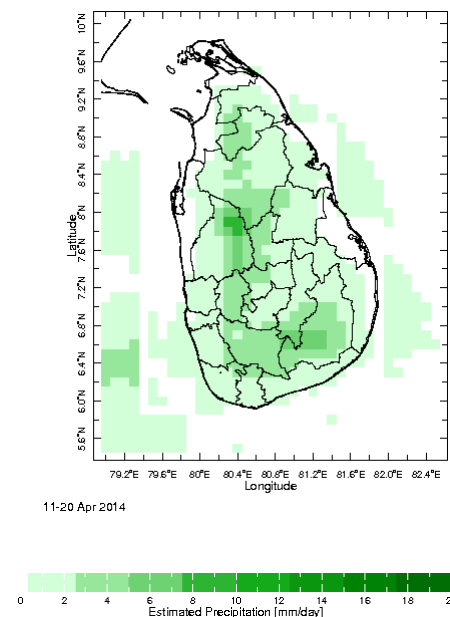 10°N
9.6°N
9.2°N
8.8°N
8.4°N
8°N
7.6°N
7.2°N
6.8°N
6.4°N
6.0°N
5.6°N
Latitude
79.2°E 79.6°E 80°E 80.4°E 80.8°E 81.2°E 81.6°E 82.0°E 82.4°E
Longitude
11-20 Apr 2014
0 2 4 6 8 10 12 14 16 18 2
Estimated Precipitation [mm/day]